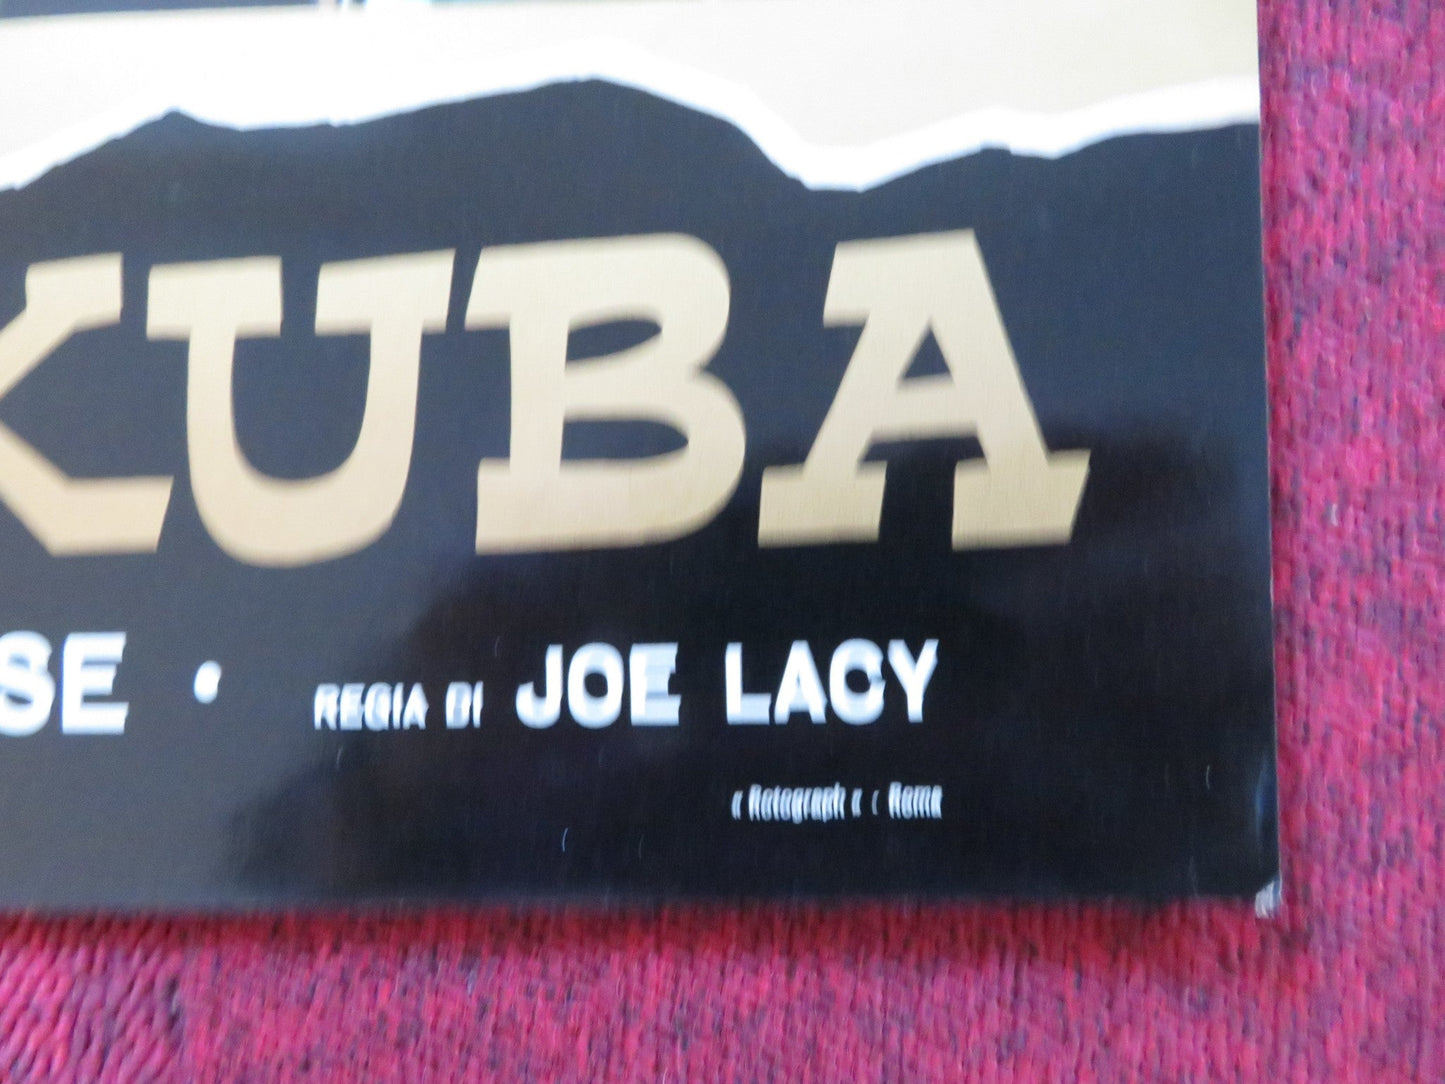 KUBA
SE · REGIA DI JOE LACY
« Rotograph » - Roma